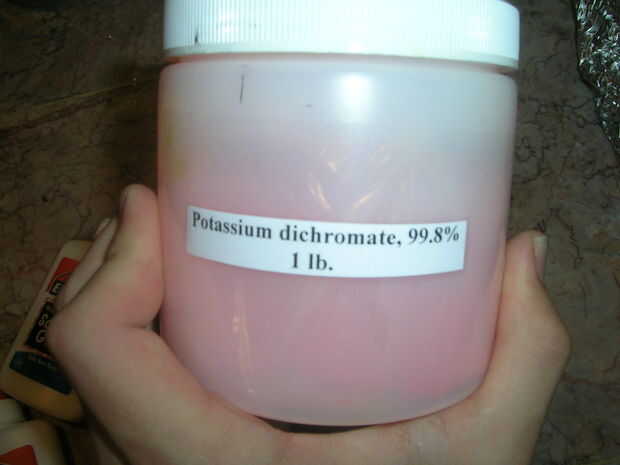 Potassium dichromate, 99.8%
1 lb.